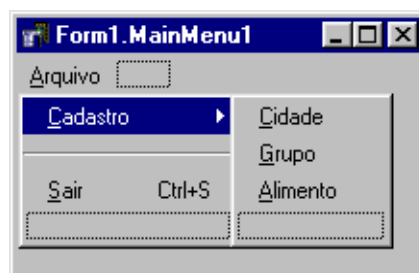 Form1.MainMenu1
Arquivo
Cadastro
Cidade
Grupo
Sair Ctrl+S
Alimento